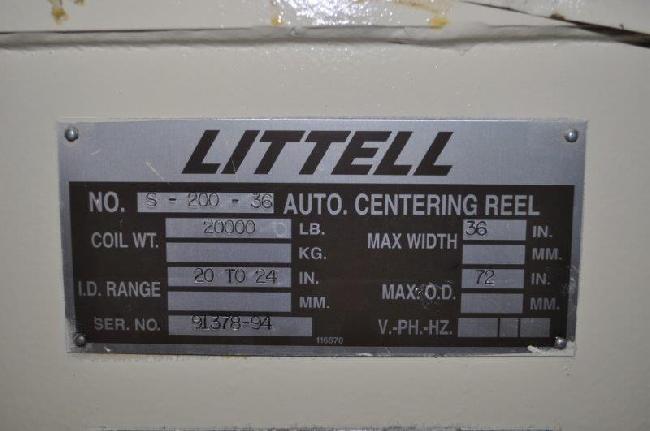 LITTELL
NO. S - 200 - 36 AUTO. CENTERING REEL
COIL WT. 20000 LB. MAX WIDTH 36 IN.
KG. MM.
I.D. RANGE 20 TO 24 IN. MAX. O.D. 72 IN.
MM. MM.
SER. NO. 91378-94 V.-PH.-HZ.
116570